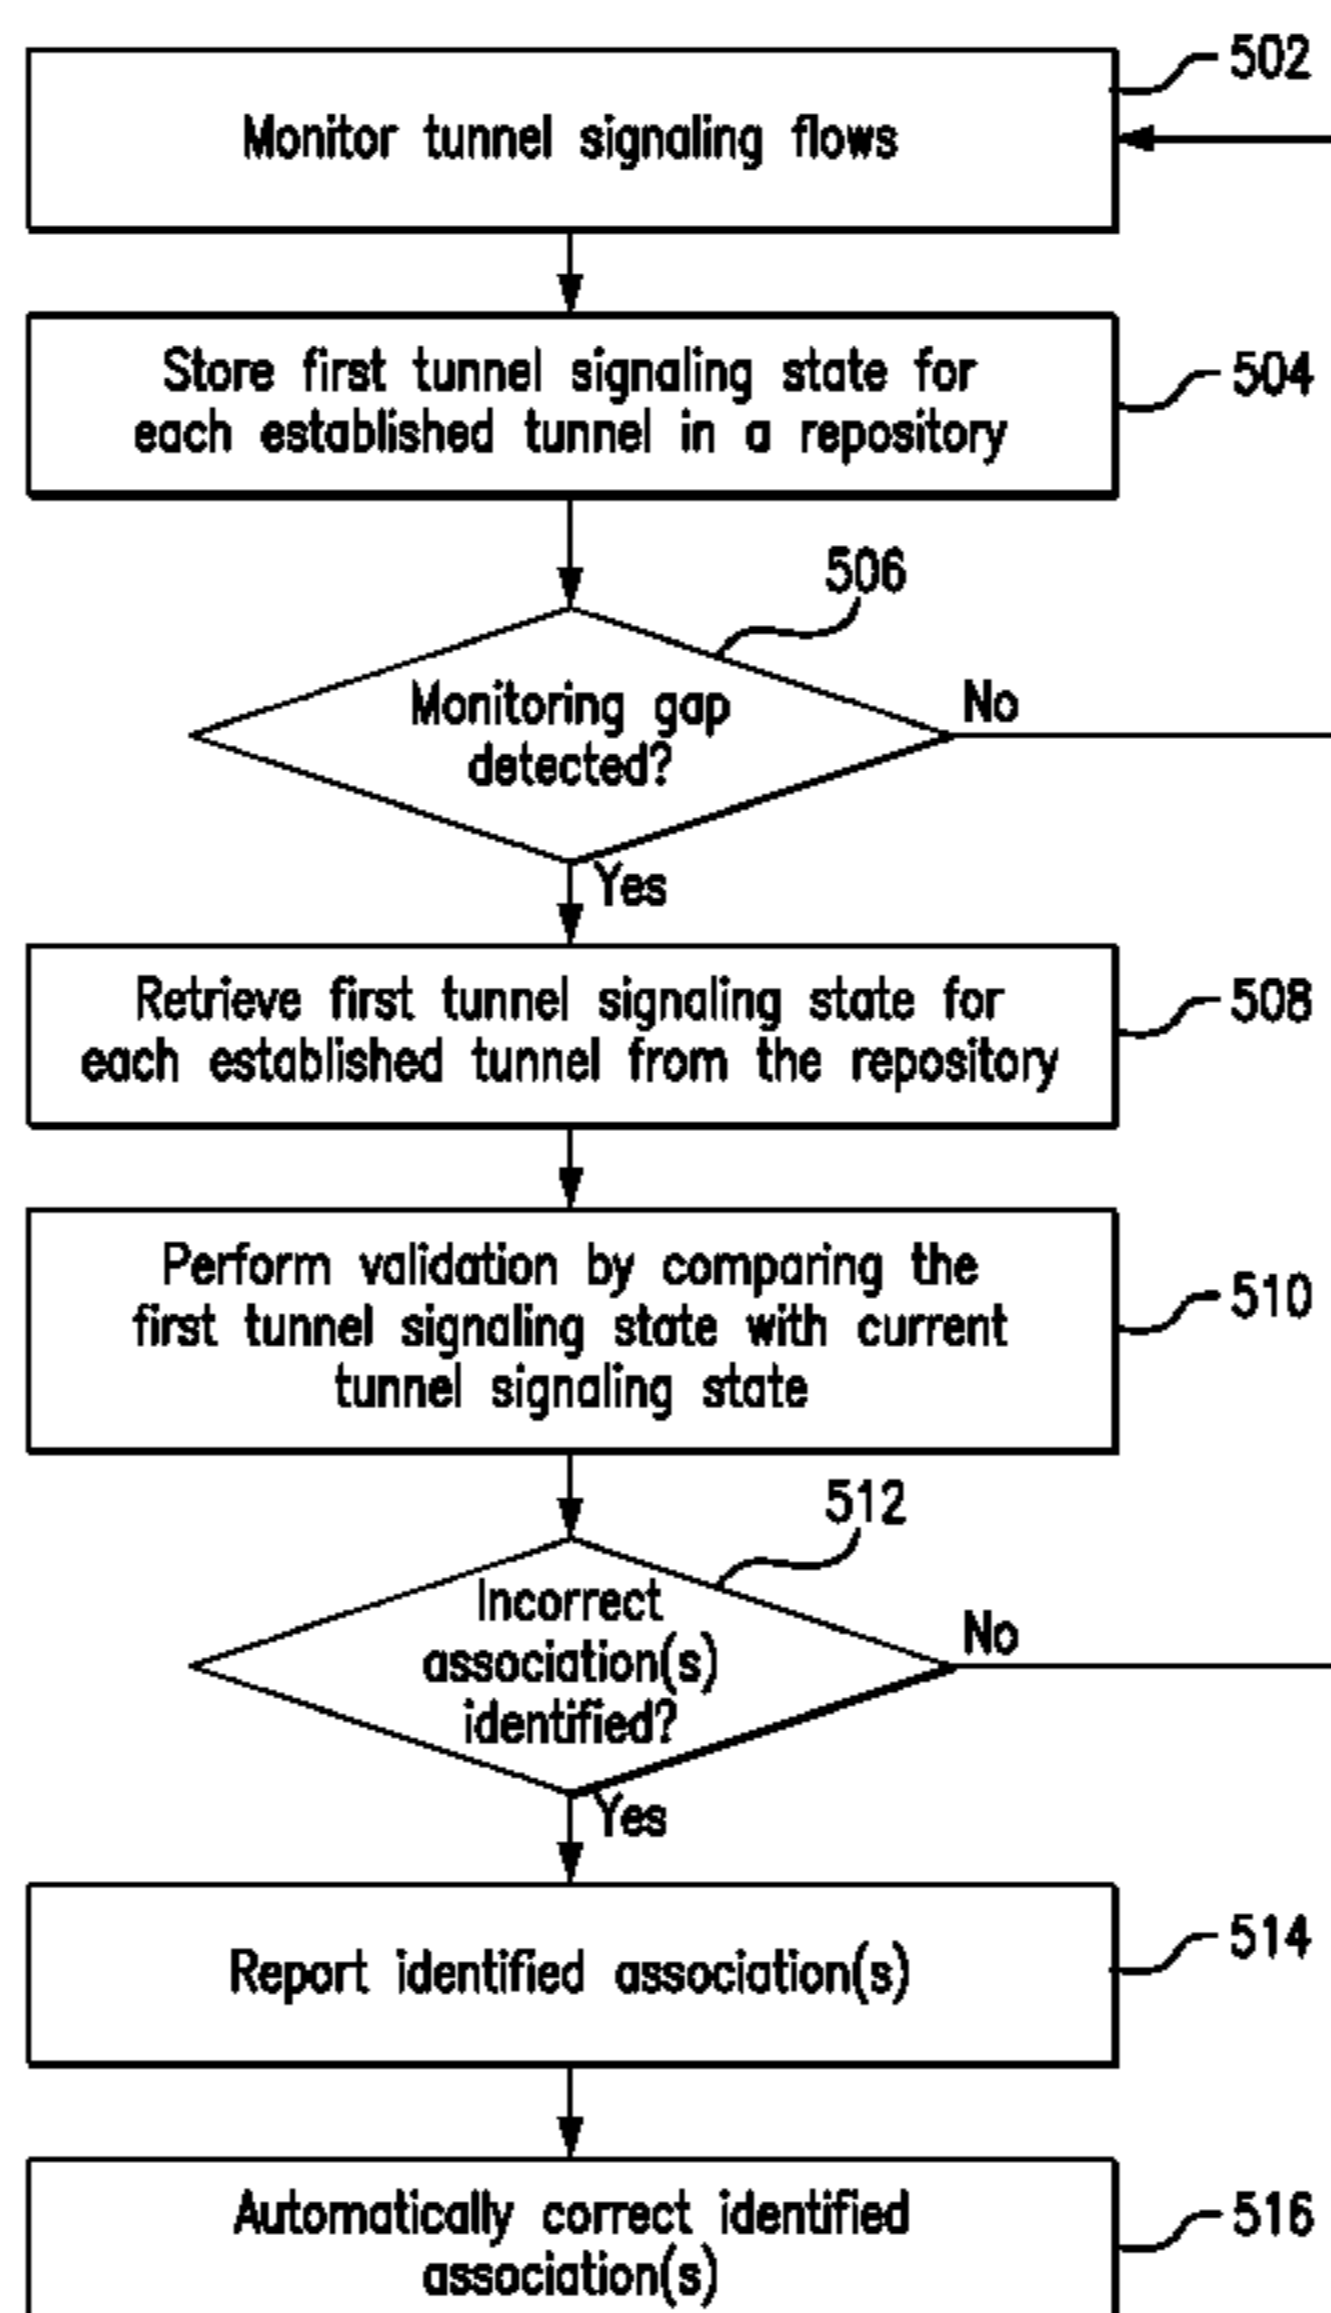 502
Monitor tunnel signaling flows
Store first tunnel signaling state for
each established tunnel in a repository
504
506
Monitoring gap
detected?
No
Yes
Retrieve first tunnel signaling state for
each established tunnel from the repository
508
Perform validation by comparing the
first tunnel signaling state with current
tunnel signaling state
510
512
Incorrect
association(s)
identified?
No
Yes
Report identified association(s)
514
Automatically correct identified
association(s)
516